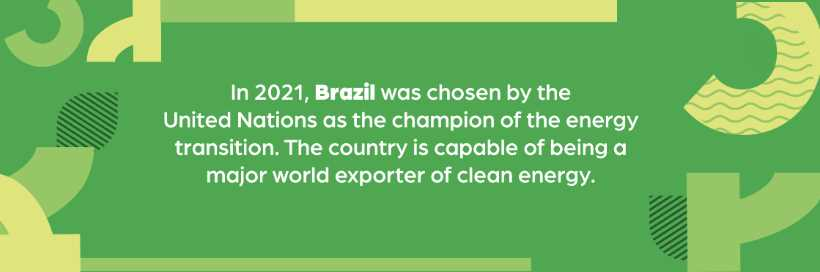 In 2021, Brazil was chosen by the
United Nations as the champion of the energy
transition. The country is capable of being a
major world exporter of clean energy.